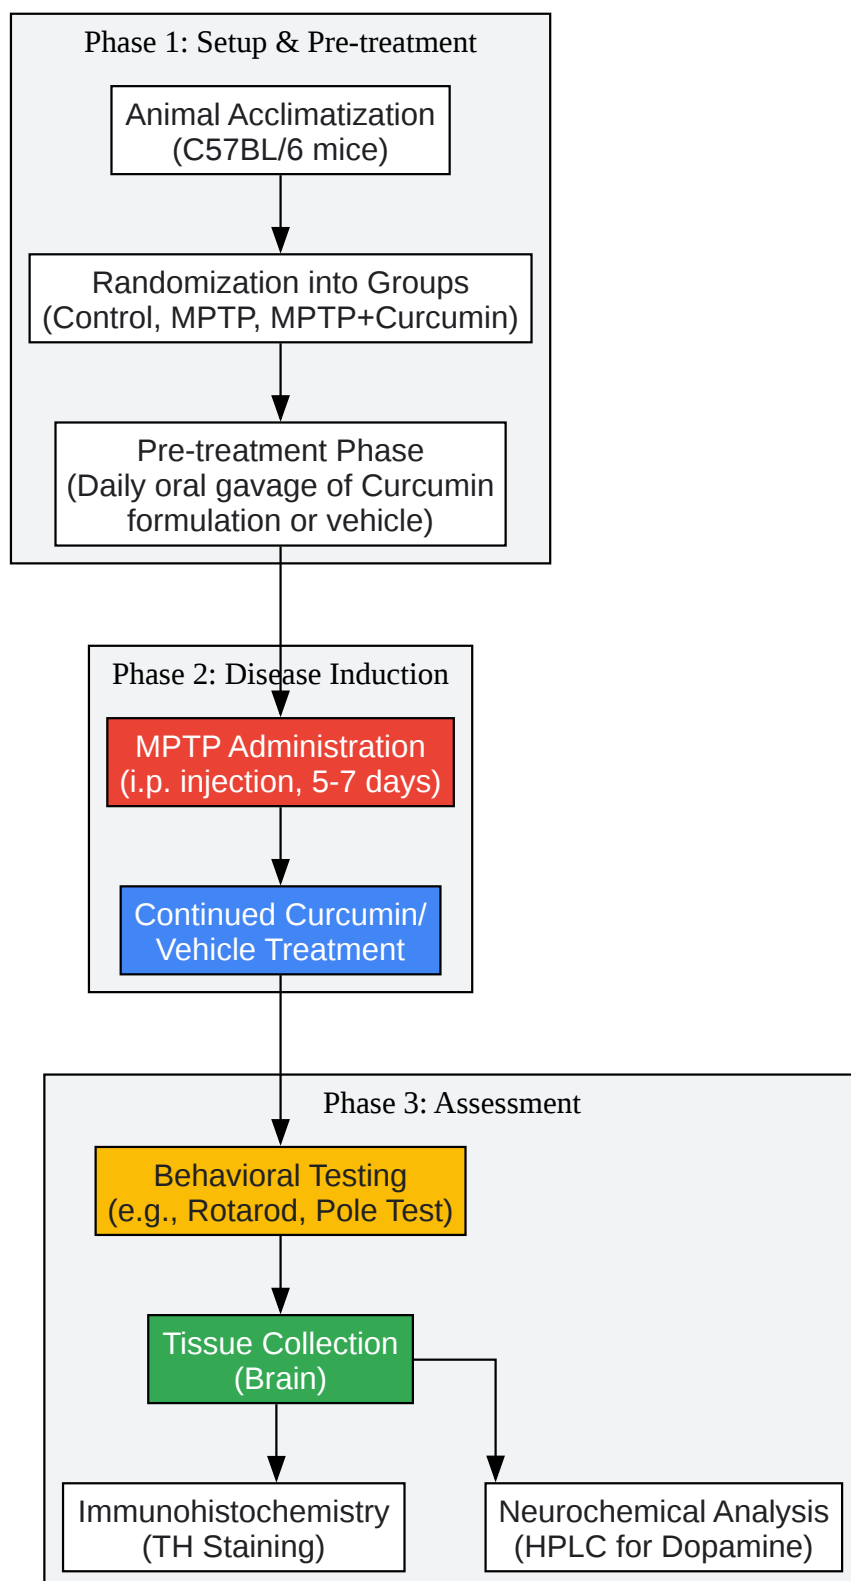 Phase 1: Setup & Pre-treatment
Animal Acclimatization
(C57BL/6 mice)
Randomization into Groups
(Control, MPTP, MPTP+Curcumin)
Pre-treatment Phase
(Daily oral gavage of Curcumin
formulation or vehicle)
Phase 2: Disease Induction
MPTP Administration
(i.p. injection, 5-7 days)
Continued Curcumin/
Vehicle Treatment
Phase 3: Assessment
Behavioral Testing
(e.g., Rotarod, Pole Test)
Tissue Collection
(Brain)
Immunohistochemistry
(TH Staining)
Neurochemical Analysis
(HPLC for Dopamine)